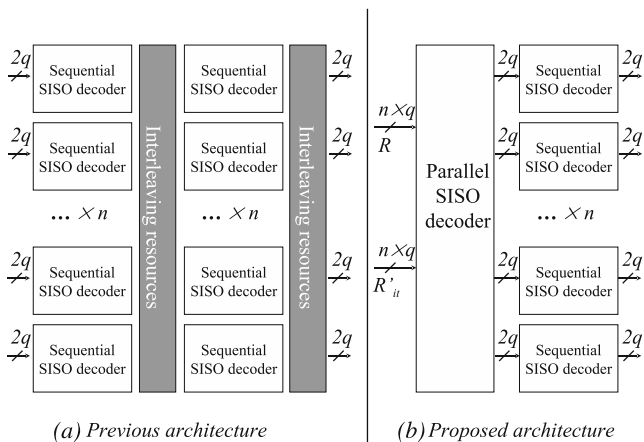 2q
Sequential
SISO decoder
2q
Sequential
SISO decoder
... × n
2q
Sequential
SISO decoder
2q
Sequential
SISO decoder
Interleaving resources
Sequential
SISO decoder
Sequential
SISO decoder
... × n
Sequential
SISO decoder
Sequential
SISO decoder
Interleaving resources
2q
2q
2q
2q
(a) Previous architecture
n×q
R
n×q
R'it
Parallel
SISO
decoder
2q
Sequential
SISO decoder
2q
2q
Sequential
SISO decoder
2q
... × n
2q
Sequential
SISO decoder
2q
2q
Sequential
SISO decoder
2q
(b) Proposed architecture